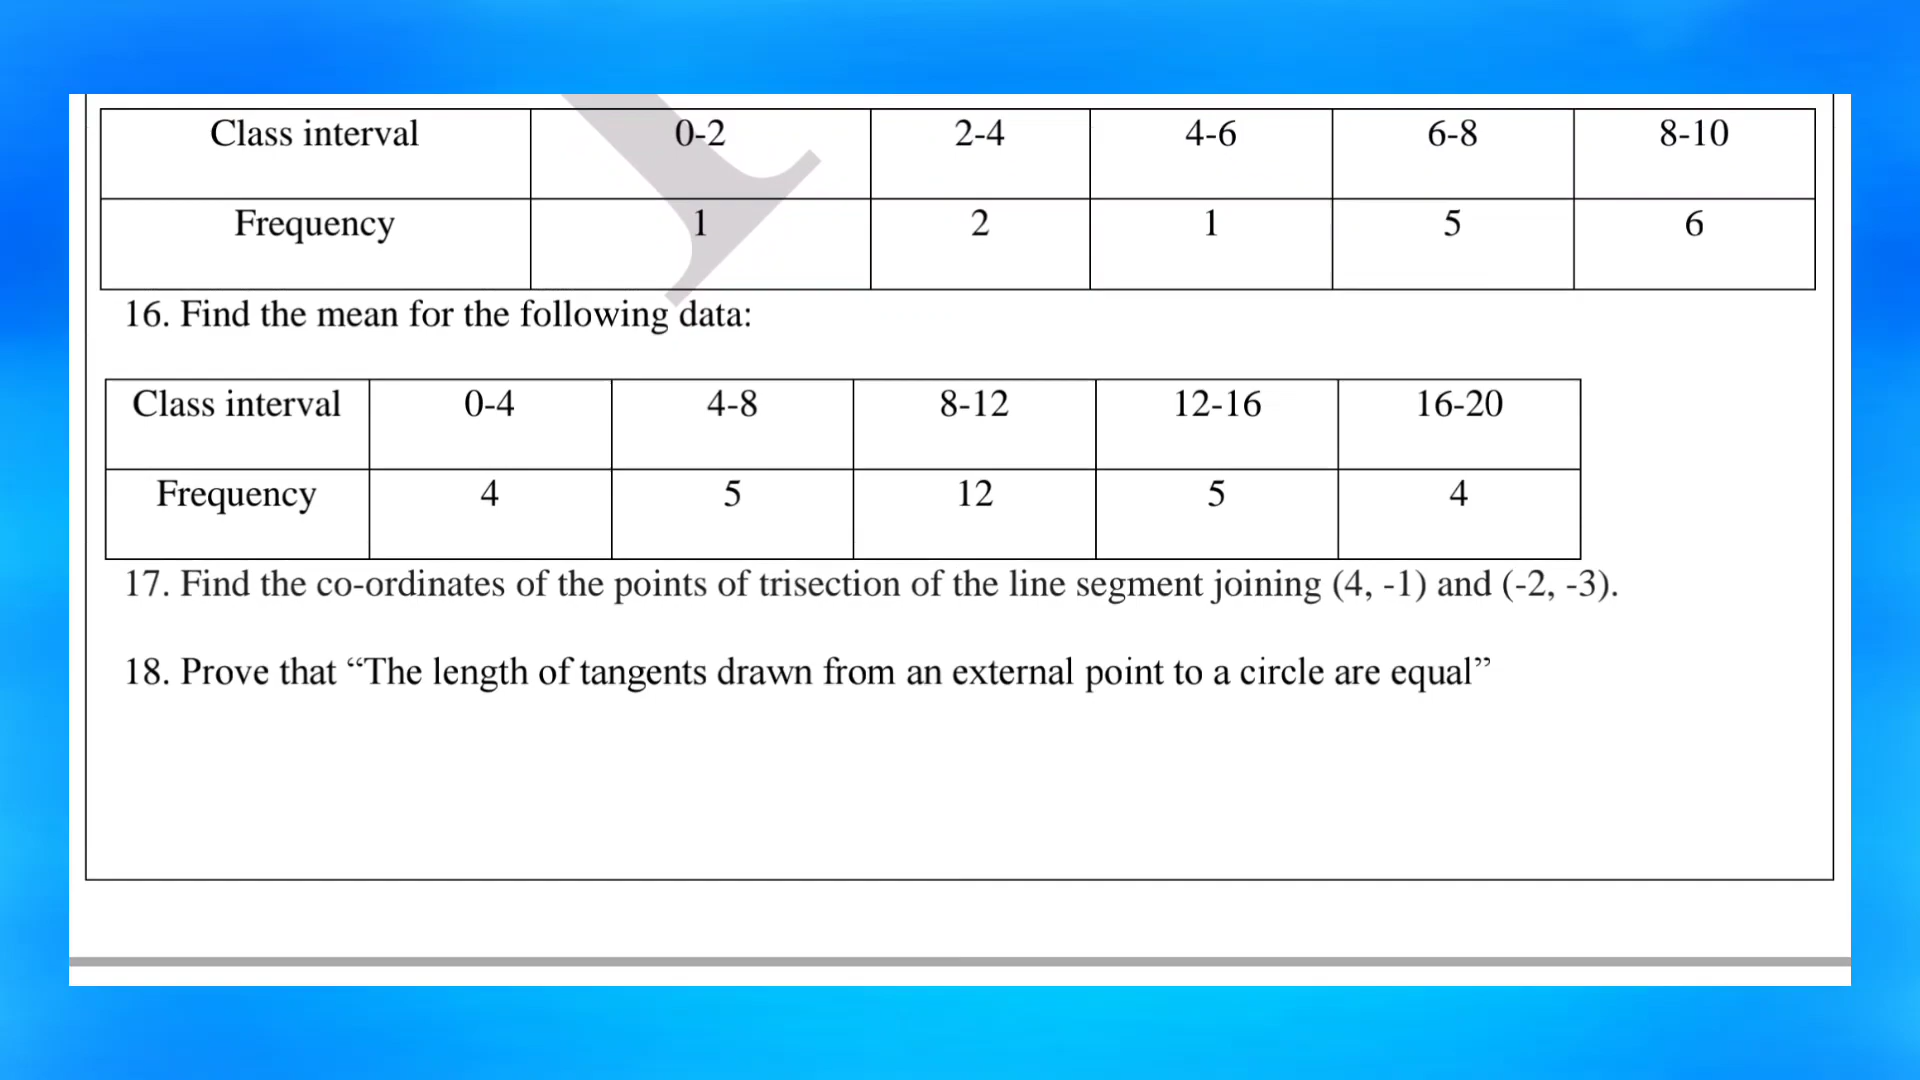 Class interval 0-2 2-4 4-6 6-8 8-10
Frequency 1 2 1 5 6
16. Find the mean for the following data:
Class interval 0-4 4-8 8-12 12-16 16-20
Frequency 4 5 12 5 4
17. Find the co-ordinates of the points of trisection of the line segment joining (4, -1) and (-2, -3).
18. Prove that “The length of tangents drawn from an external point to a circle are equal”